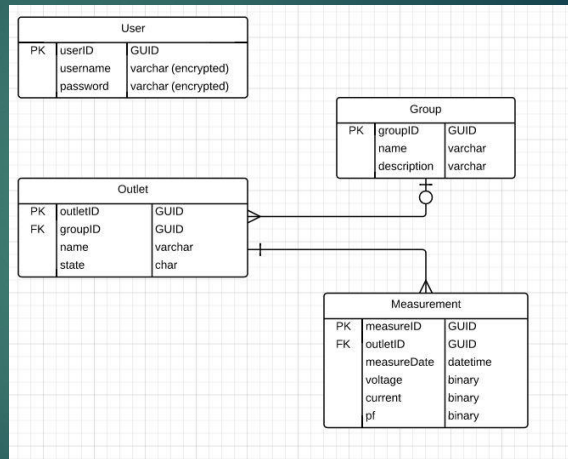 User
PK userID GUID
username varchar (encrypted)
password varchar (encrypted)
Group
PK groupID GUID
name varchar
description varchar
Outlet
PK outletID GUID
FK groupID GUID
name varchar
state char
Measurement
PK measureID GUID
FK outletID GUID
measureDate datetime
voltage binary
current binary
pf binary